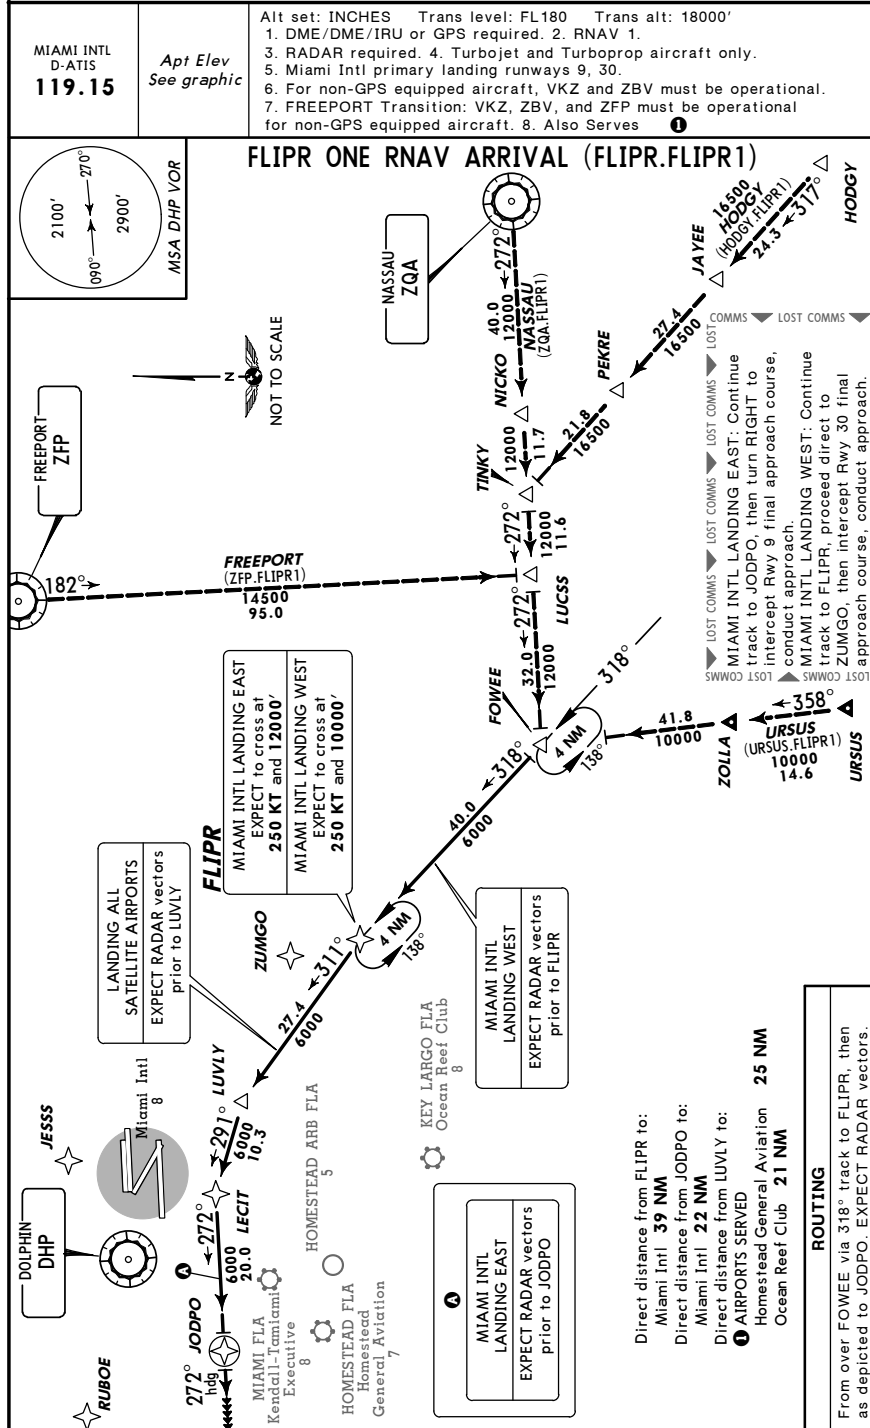 MIAMI INTL
D-ATIS
119.15
Apt Elev
See graphic
Alt set: INCHES Trans level: FL180 Trans alt: 18000'
1. DME/DME/IRU or GPS required. 2. RNAV 1.
3. RADAR required. 4. Turbojet and Turboprop aircraft only.
5. Miami Intl primary landing runways 9, 30.
6. For non-GPS equipped aircraft, VKZ and ZBV must be operational.
7. FREEPORT Transition: VKZ, ZBV, and ZFP must be operational
for non-GPS equipped aircraft. 8. Also Serves 1
FLIPR ONE RNAV ARRIVAL (FLIPR.FLIPR1)
270°
2100'
2900'
090°
MSA DHP VOR
N
NOT TO SCALE
NASSAU
ZQA
272°
40.0
12000
NASSAU
(ZQA.FLIPR1)
NICKO
12000
11.7
TINKY
HODGY
317°
16500
HODGY
(HODGY.FLIPR1)
24.3
JAYEE
27.4
16500
PEKRE
21.8
16500
FREEPORT
ZFP
182°
FREEPORT
(ZFP.FLIPR1)
14500
95.0
272°
12000
11.6
LUCSS
272°
32.0
12000
FOWEE
318°
4 NM
138°
318°
40.0
6000
41.8
10000
ZOLLA
358°
URSUS
(URSUS.FLIPR1)
10000
14.6
URSUS
LOST COMMS LOST COMMS LOST COMMS LOST COMMS LOST COMMS
MIAMI INTL LANDING EAST: Continue
track to JODPO, then turn RIGHT to
intercept Rwy 9 final approach course,
conduct approach.
MIAMI INTL LANDING WEST: Continue
track to FLIPR, proceed direct to
ZUMGO, then intercept Rwy 30 final
approach course, conduct approach.
LOST COMMS LOST COMMS
FLIPR
MIAMI INTL LANDING EAST
EXPECT to cross at
250 KT and 12000'
MIAMI INTL LANDING WEST
EXPECT to cross at
250 KT and 10000'
4 NM
138°
ZUMGO
311°
27.4
6000
LANDING ALL
SATELLITE AIRPORTS
EXPECT RADAR vectors
prior to LUVLY
MIAMI INTL
LANDING WEST
EXPECT RADAR vectors
prior to FLIPR
LUVLY
291°
6000
10.3
LECIT
272°
6000
20.0
A
JODPO
272°
hdg
JESSS
Miami Intl
8
DOLPHIN
DHP
RUBOE
HOMESTEAD ARB FLA
5
KEY LARGO FLA
Ocean Reef Club
8
MIAMI FLA
Kendall-Tamiami
Executive
8
HOMESTEAD FLA
Homestead
General Aviation
7
A
MIAMI INTL
LANDING EAST
EXPECT RADAR vectors
prior to JODPO
Direct distance from FLIPR to:
Miami Intl 39 NM
Direct distance from JODPO to:
Miami Intl 22 NM
Direct distance from LUVLY to:
1 AIRPORTS SERVED
Homestead General Aviation 25 NM
Ocean Reef Club 21 NM
ROUTING
From over FOWEE via 318° track to FLIPR, then
as depicted to JODPO. EXPECT RADAR vectors.